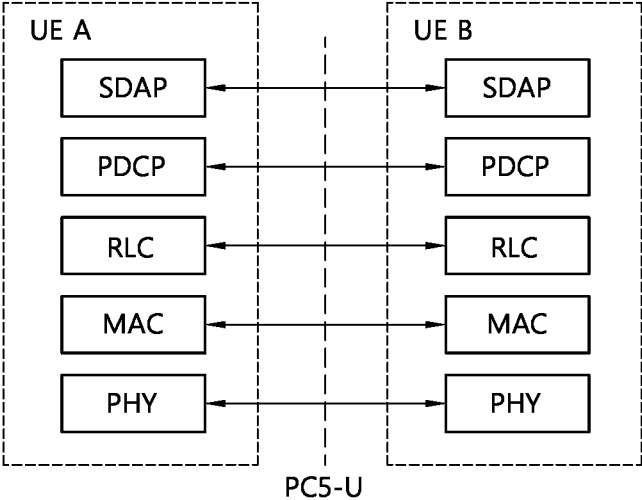 UE A UE B
SDAP SDAP
PDCP PDCP
RLC RLC
MAC MAC
PHY PHY
PC5-U